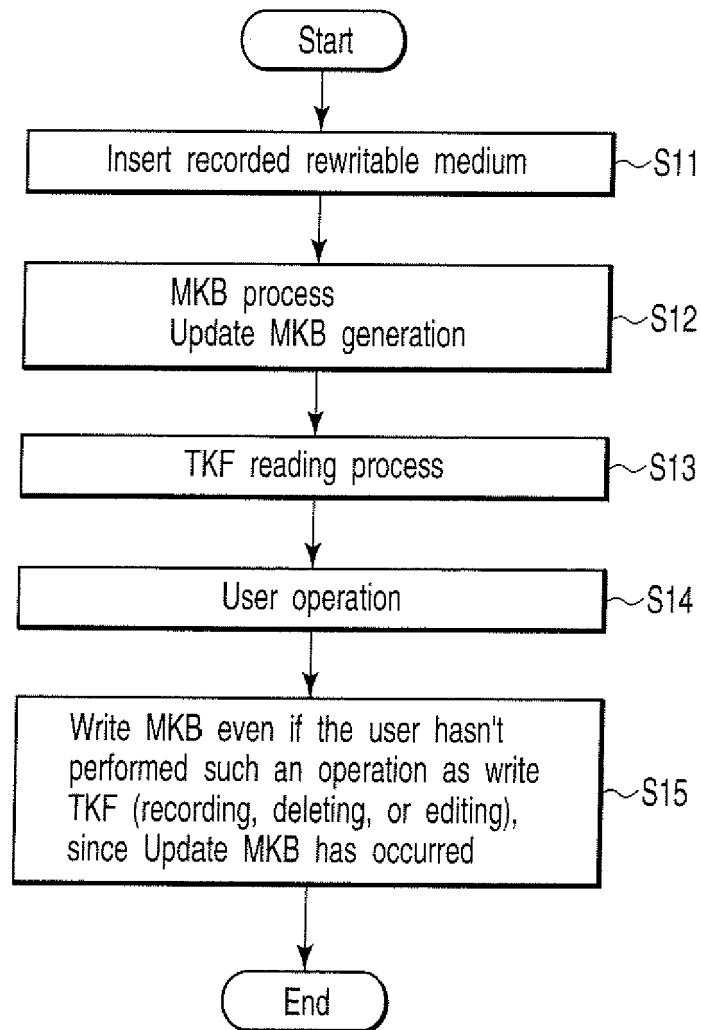 Start
Insert recorded rewritable medium
S11
MKB process
Update MKB generation
S12
TKF reading process
S13
User operation
S14
Write MKB even if the user hasn't
performed such an operation as write
TKF (recording, deleting, or editing),
since Update MKB has occurred
S15
End